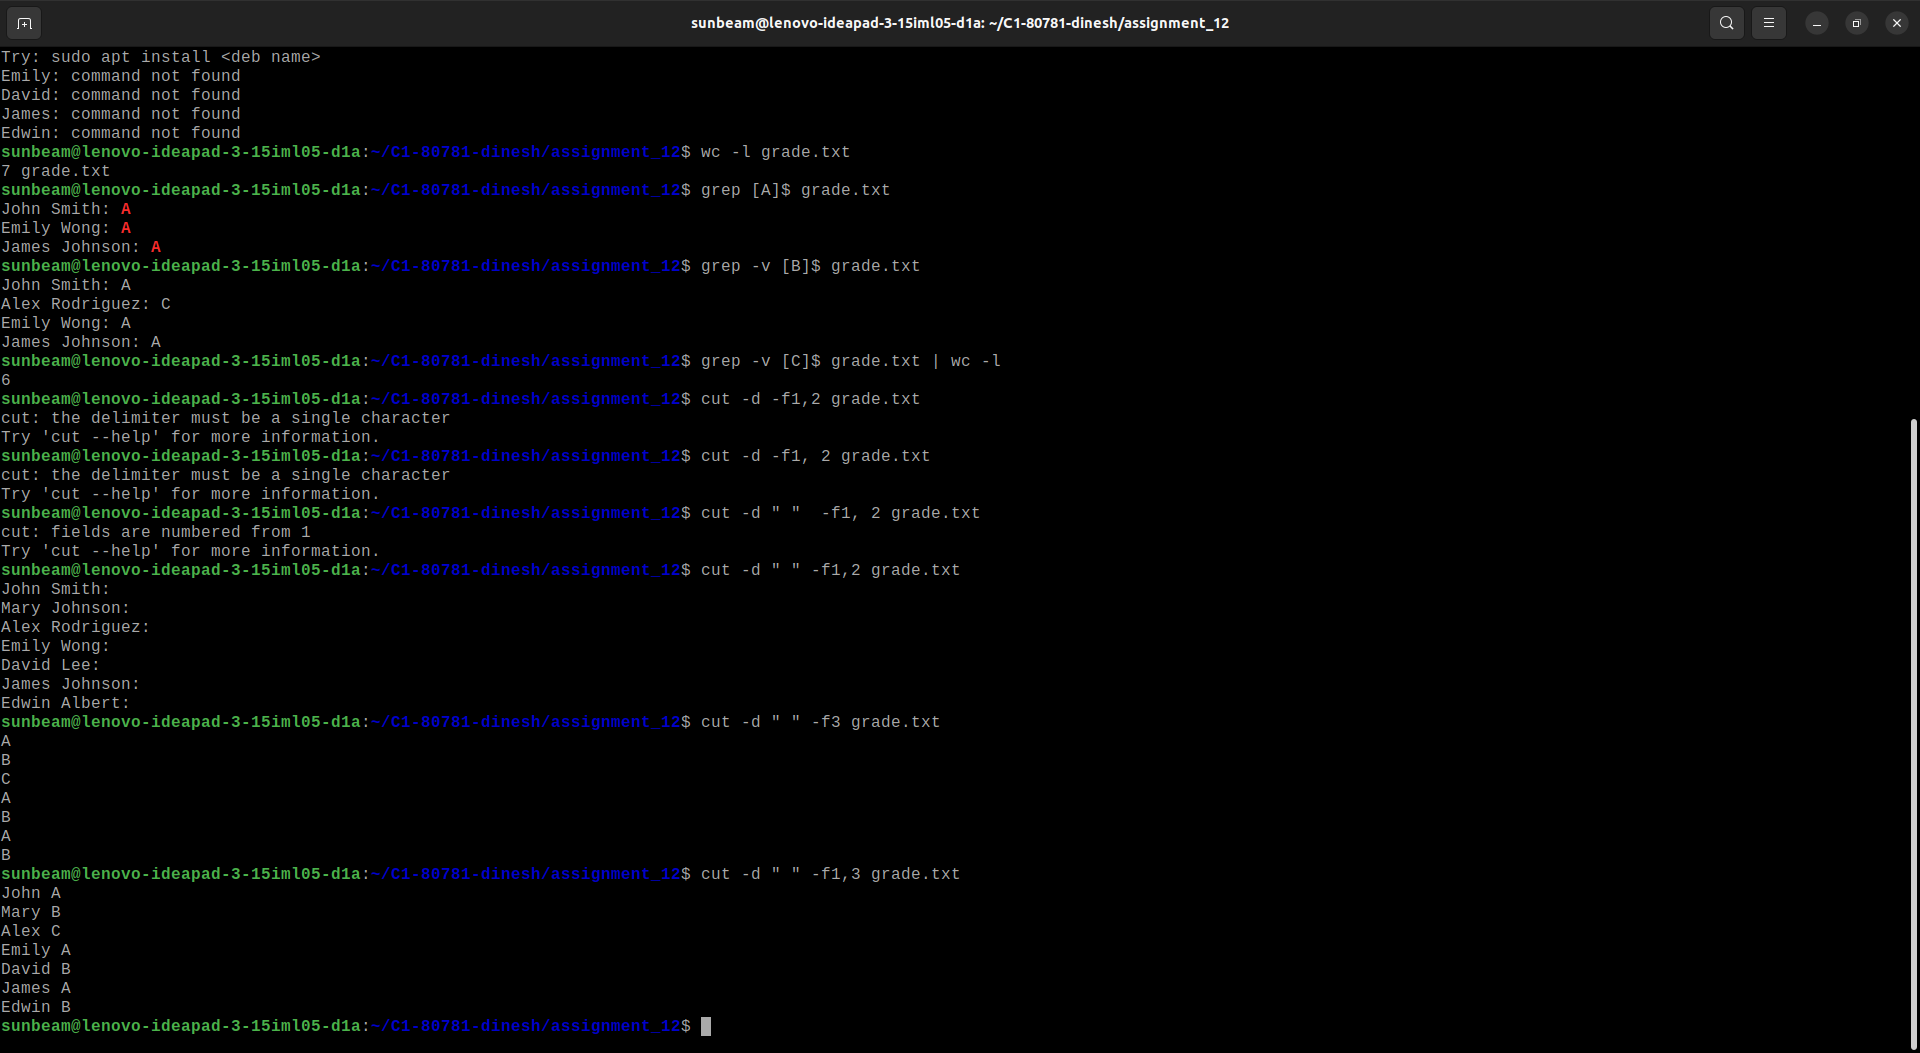 sunbeam@lenovo-ideapad-3-15iml05-d1a: ~/C1-80781-dinesh/assignment_12
Try: sudo apt install <deb name>
Emily: command not found
David: command not found
James: command not found
Edwin: command not found
sunbeam@lenovo-ideapad-3-15iml05-d1a:~/C1-80781-dinesh/assignment_12$ wc -l grade.txt
7 grade.txt
sunbeam@lenovo-ideapad-3-15iml05-d1a:~/C1-80781-dinesh/assignment_12$ grep [A]$ grade.txt
John Smith: A
Emily Wong: A
James Johnson: A
sunbeam@lenovo-ideapad-3-15iml05-d1a:~/C1-80781-dinesh/assignment_12$ grep -v [B]$ grade.txt
John Smith: A
Alex Rodriguez: C
Emily Wong: A
James Johnson: A
sunbeam@lenovo-ideapad-3-15iml05-d1a:~/C1-80781-dinesh/assignment_12$ grep -v [C]$ grade.txt | wc -l
6
sunbeam@lenovo-ideapad-3-15iml05-d1a:~/C1-80781-dinesh/assignment_12$ cut -d -f1,2 grade.txt
cut: the delimiter must be a single character
Try 'cut --help' for more information.
sunbeam@lenovo-ideapad-3-15iml05-d1a:~/C1-80781-dinesh/assignment_12$ cut -d -f1, 2 grade.txt
cut: the delimiter must be a single character
Try 'cut --help' for more information.
sunbeam@lenovo-ideapad-3-15iml05-d1a:~/C1-80781-dinesh/assignment_12$ cut -d " "  -f1, 2 grade.txt
cut: fields are numbered from 1
Try 'cut --help' for more information.
sunbeam@lenovo-ideapad-3-15iml05-d1a:~/C1-80781-dinesh/assignment_12$ cut -d " " -f1,2 grade.txt
John Smith:
Mary Johnson:
Alex Rodriguez:
Emily Wong:
David Lee:
James Johnson:
Edwin Albert:
sunbeam@lenovo-ideapad-3-15iml05-d1a:~/C1-80781-dinesh/assignment_12$ cut -d " " -f3 grade.txt
A
B
C
A
B
A
B
sunbeam@lenovo-ideapad-3-15iml05-d1a:~/C1-80781-dinesh/assignment_12$ cut -d " " -f1,3 grade.txt
John A
Mary B
Alex C
Emily A
David B
James A
Edwin B
sunbeam@lenovo-ideapad-3-15iml05-d1a:~/C1-80781-dinesh/assignment_12$